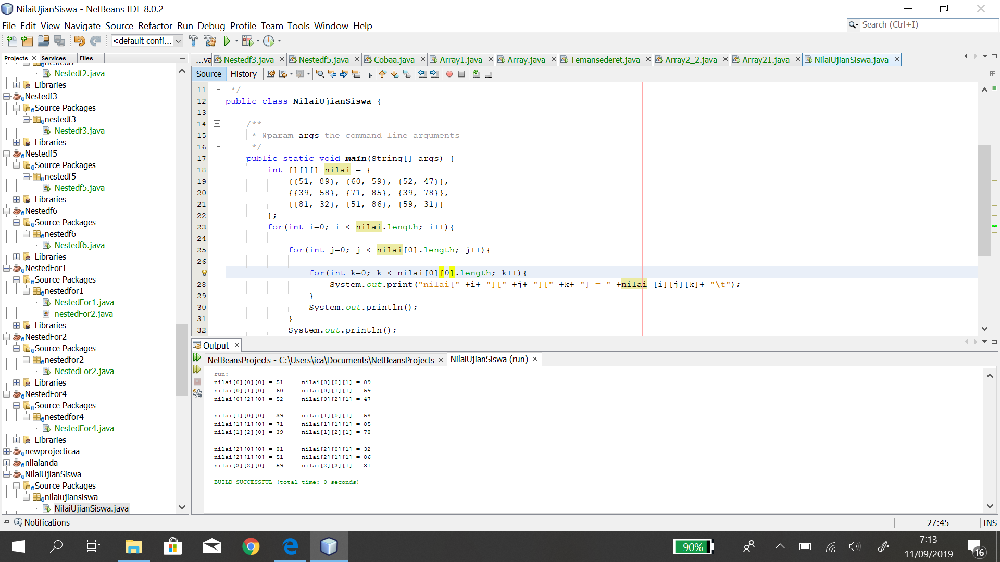 NilaiUjianSiswa - NetBeans IDE 8.0.2
File Edit View Navigate Source Refactor Run Debug Profile Team Tools Window Help
Search (Ctrl+I)
<default confi...
Projects Services Files
Nestedf2.java
Libraries
Nestedf3
Source Packages
nestedf3
Nestedf3.java
Libraries
Nestedf5
Source Packages
nestedf5
Nestedf5.java
Libraries
Nestedf6
Source Packages
nestedf6
Nestedf6.java
Libraries
NestedFor1
Source Packages
nestedfor1
NestedFor1.java
nestedFor2.java
Libraries
NestedFor2
Source Packages
nestedfor2
NestedFor2.java
Libraries
NestedFor4
Source Packages
nestedfor4
NestedFor4.java
Libraries
newprojecticaa
nilaianda
NilaiUjianSiswa
Source Packages
nilaiujiansiswa
NilaiUjianSiswa.java
...va Nestedf3.java Nestedf5.java Cobaa.java Array1.java Array.java Temansederet.java Array2_2.java Array21.java NilaiUjianSiswa.java
Source History
11 */
12 public class NilaiUjianSiswa {
13
14 /**
15 * @param args the command line arguments
16 */
17 public static void main(String[] args) {
18 int [][][] nilai = {
19 {{51, 89}, {60, 59}, {52, 47}},
20 {{39, 58}, {71, 85}, {39, 78}},
21 {{81, 32}, {51, 86}, {59, 31}}
22 };
23 for(int i=0; i < nilai.length; i++){
24
25 for(int j=0; j < nilai[0].length; j++){
26
for(int k=0; k < nilai[0][0].length; k++){
28 System.out.print("nilai[" +i+ "][" +j+ "][" +k+ "] = " +nilai [i][j][k]+ "\t");
29 }
30 System.out.println();
31 }
32 System.out.println();
Output
NetBeansProjects - C:\Users\ica\Documents\NetBeansProjects NilaiUjianSiswa (run)
run:
nilai[0][0][0] = 51 nilai[0][0][1] = 89
nilai[0][1][0] = 60 nilai[0][1][1] = 59
nilai[0][2][0] = 52 nilai[0][2][1] = 47
nilai[1][0][0] = 39 nilai[1][0][1] = 58
nilai[1][1][0] = 71 nilai[1][1][1] = 85
nilai[1][2][0] = 39 nilai[1][2][1] = 78
nilai[2][0][0] = 81 nilai[2][0][1] = 32
nilai[2][1][0] = 51 nilai[2][1][1] = 86
nilai[2][2][0] = 59 nilai[2][2][1] = 31
BUILD SUCCESSFUL (total time: 0 seconds)
Notifications
27:45 INS
90%
7:13
11/09/2019
16